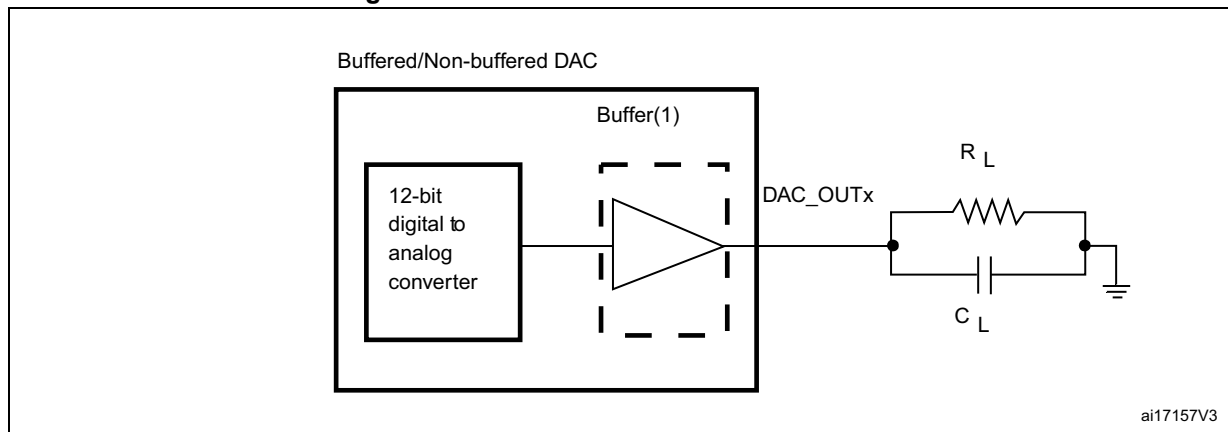 Buffered/Non-buffered DAC
Buffer(1)
12-bit
digital to
analog
converter
DAC_OUTx
R L
C L
ai17157V3